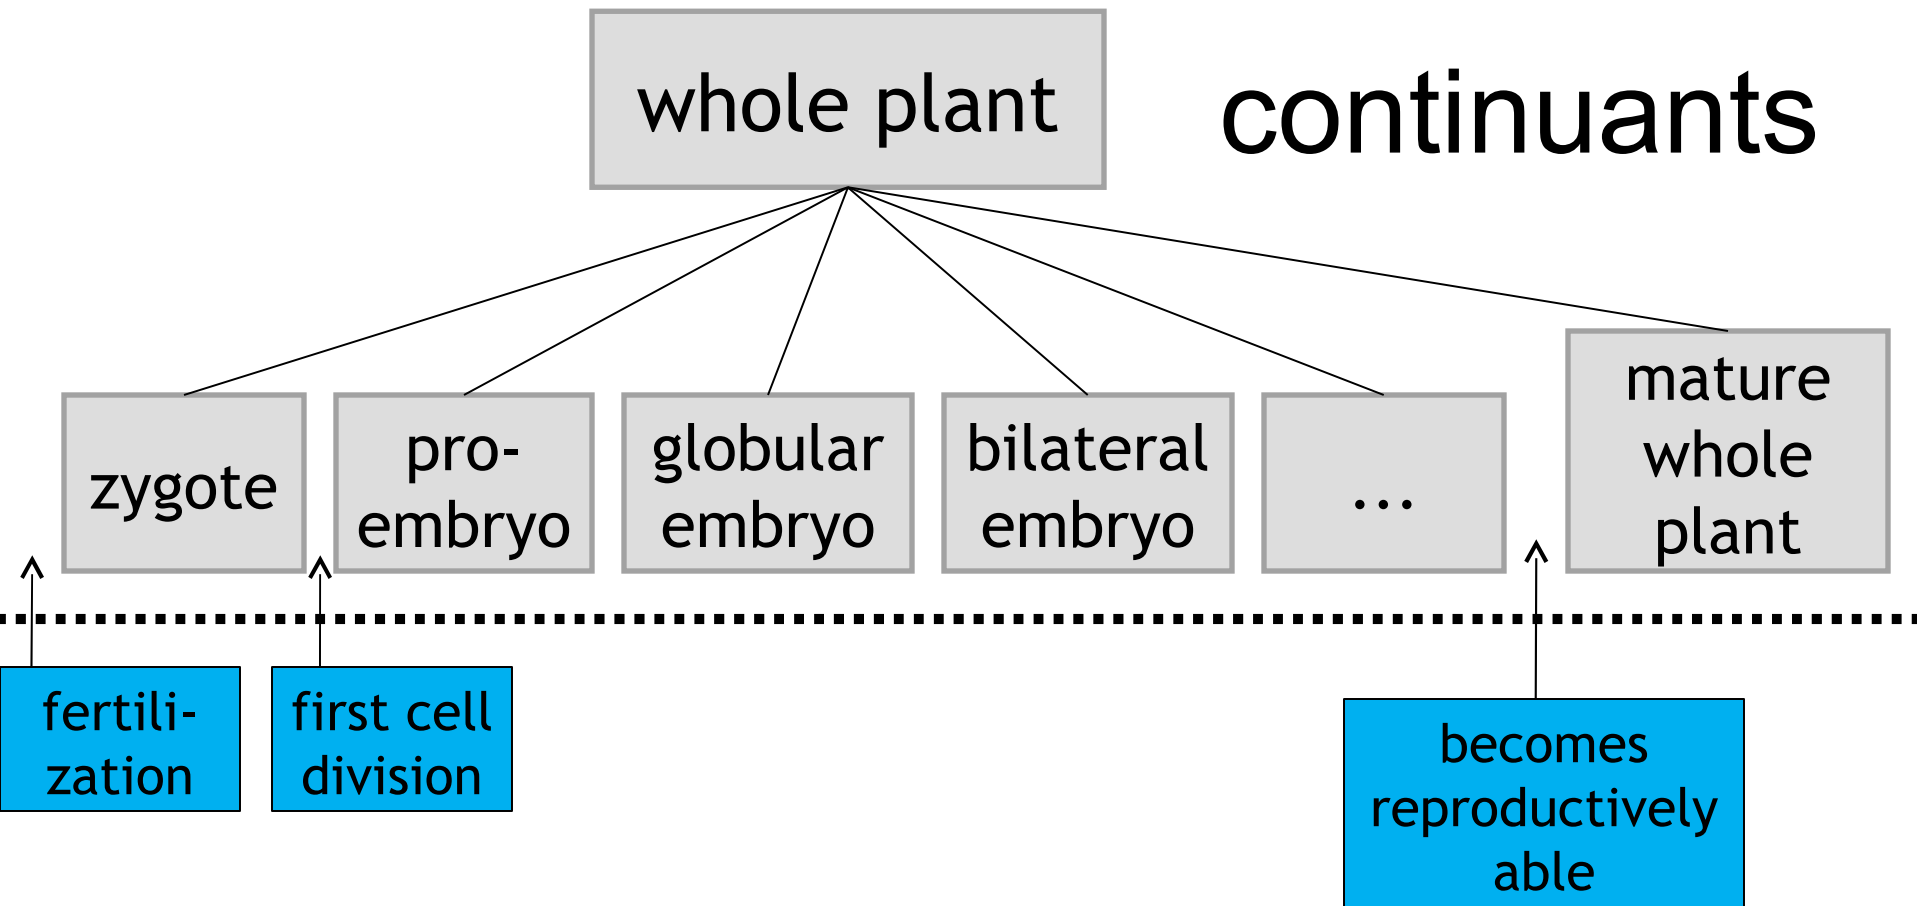 whole plant
continuants
zygote
pro-
embryo
globular
embryo
bilateral
embryo
...
mature
whole
plant
fertili-
zation
first cell
division
becomes
reproductively
able